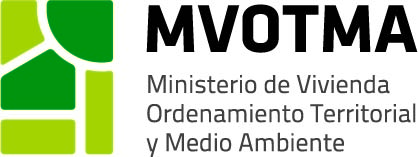 MVOTMA
Ministerio de Vivienda
Ordenamiento Territorial
y Medio Ambiente